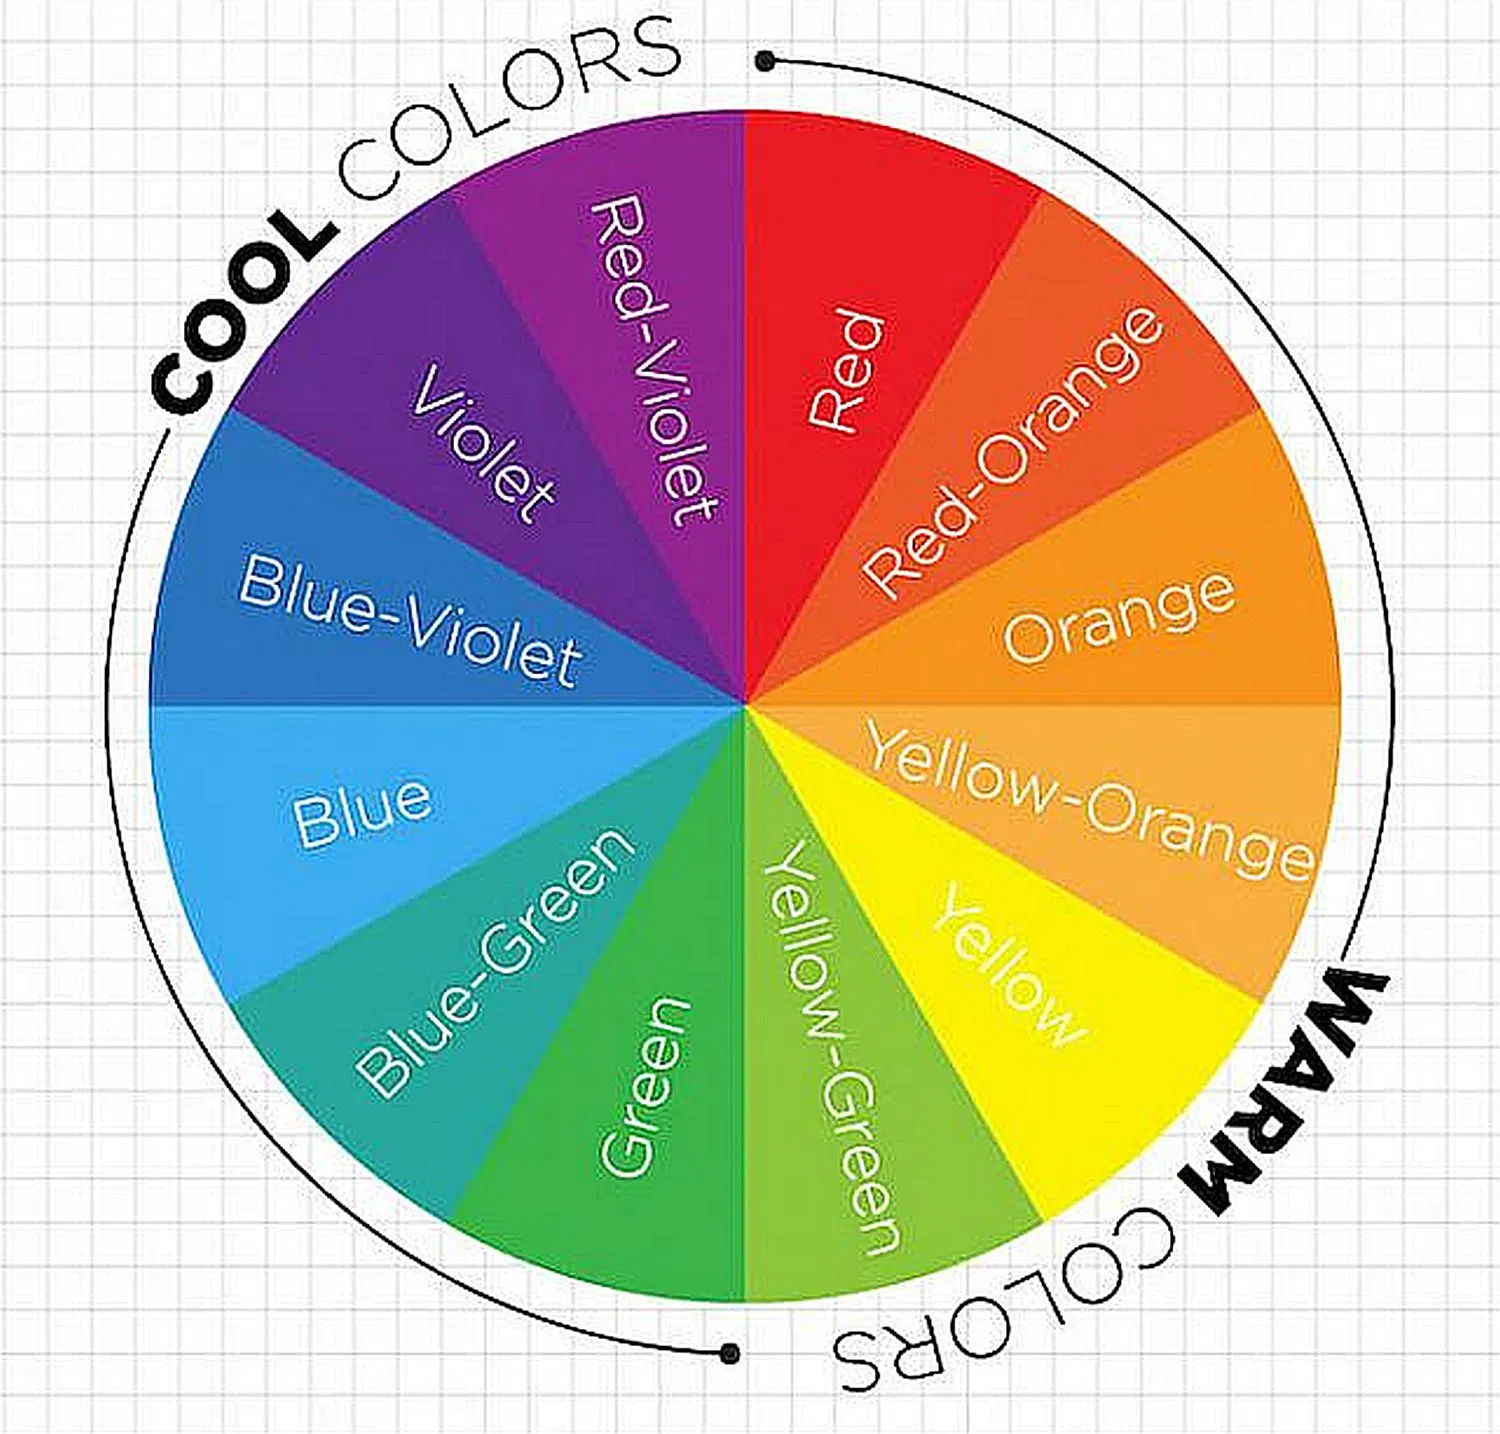 COOL COLORS
Red
Red-Orange
Orange
Yellow-Orange
Yellow
Yellow-Green
Green
Blue-Green
Blue
Blue-Violet
Violet
Red-Violet
WARM COLORS